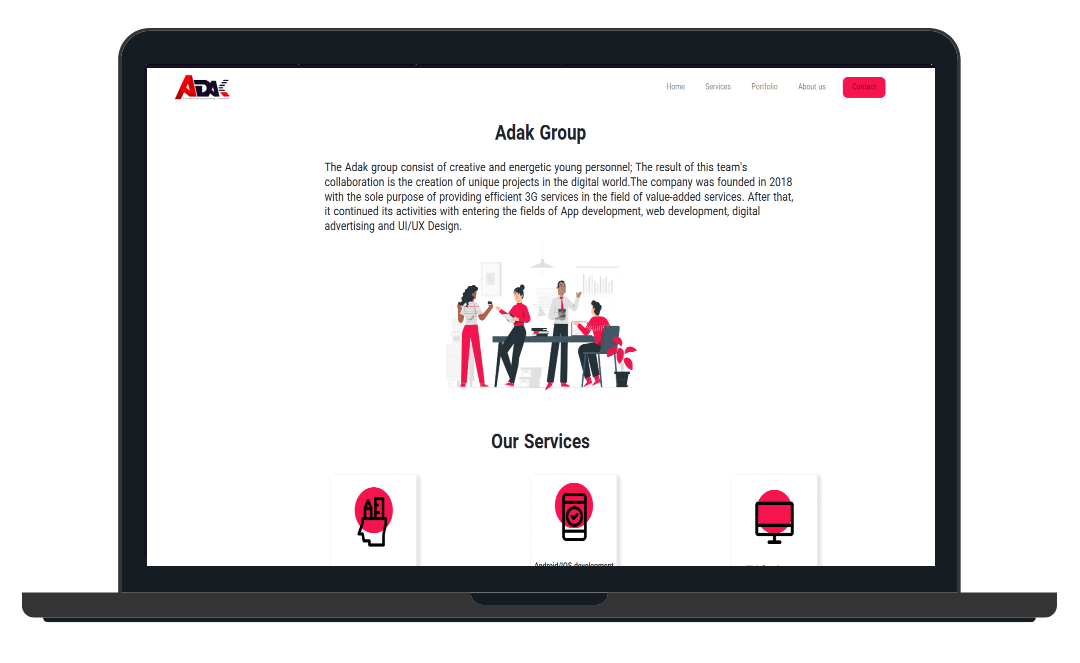 ADAK
Home Services Portfolio About us Contact
Adak Group
The Adak group consist of creative and energetic young personnel; The result of this team's
collaboration is the creation of unique projects in the digital world.The company was founded in 2018
with the sole purpose of providing efficient 3G services in the field of value-added services. After that,
it continued its activities with entering the fields of App development, web development, digital
advertising and UI/UX Design.
Our Services
Android/IOS development